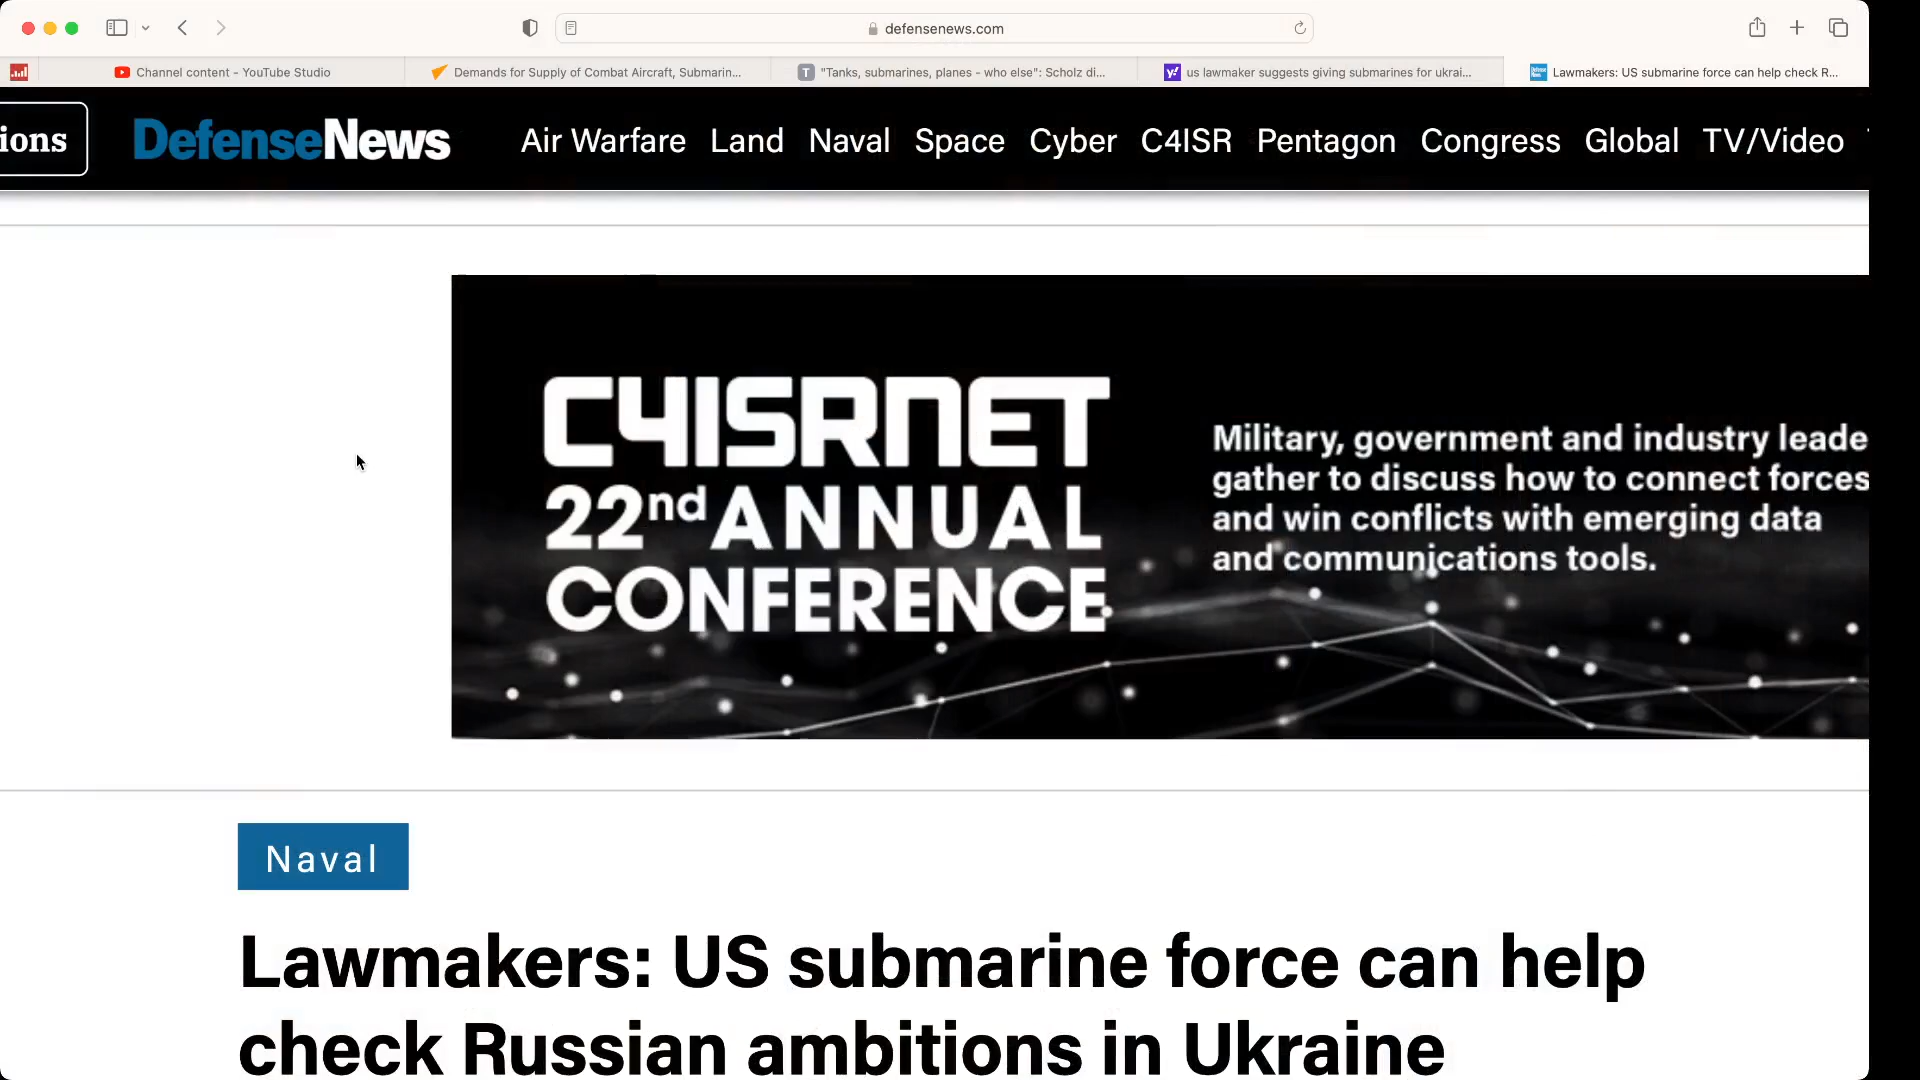 defensenews.com
Channel content - YouTube Studio
Demands for Supply of Combat Aircraft, Submarin...
"Tanks, submarines, planes - who else": Scholz di...
us lawmaker suggests giving submarines for ukrai...
Lawmakers: US submarine force can help check R...
ions
DefenseNews
Air Warfare Land Naval Space Cyber C4ISR Pentagon Congress Global TV/Video
C4ISRNET
22nd ANNUAL
CONFERENCE
Military, government and industry leade
gather to discuss how to connect forces
and win conflicts with emerging data
and communications tools.
Naval
Lawmakers: US submarine force can help
check Russian ambitions in Ukraine